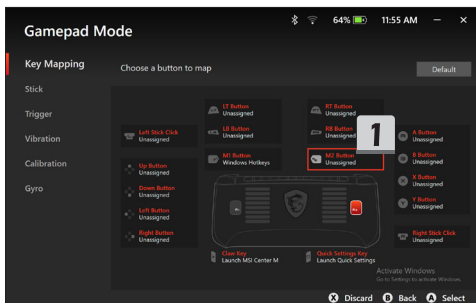 64% 11:55 AM
Gamepad Mode
Key Mapping
Choose a button to map
Default
Stick
Trigger
Vibration
Calibration
Gyro
LT Button
Unassigned
RT Button
Unassigned
Left Stick Click
Unassigned
LB Button
Unassigned
RB Button
Unassigned
1
A Button
Unassigned
M1 Button
Windows Hotkeys
M2 Button
Unassigned
B Button
Unassigned
Up Button
Unassigned
X Button
Unassigned
Down Button
Unassigned
Y Button
Unassigned
Left Button
Unassigned
Right Button
Unassigned
Right Stick Click
Unassigned
Claw Key
Launch MSI Center M
Quick Settings Key
Launch Quick Settings
Activate Windows
Go to Settings to activate Windows.
X Discard B Back A Select